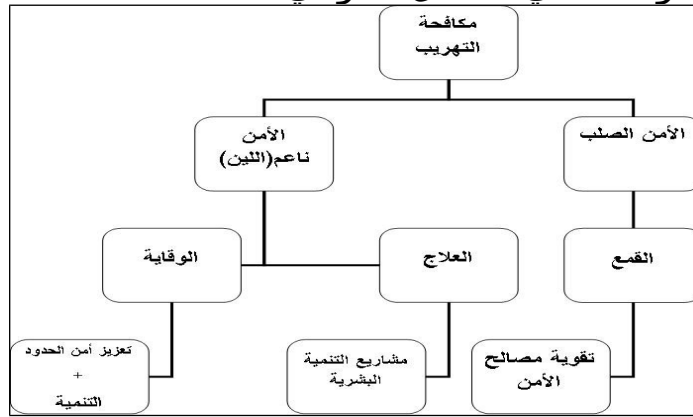 مكافحة
التهريب
الأمن الصلب
الأمن
ناعم(اللين)
القمع
العلاج
الوقاية
تقوية مصالح
الأمن
مشاريع التنمية
البشرية
تعزيز أمن الحدود
+
التنمية